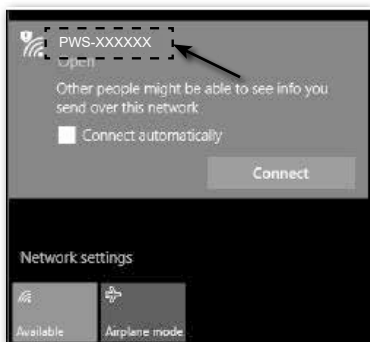 PWS-XXXXXX
Open
Other people might be able to see info you
send over this network
Connect automatically
Connect
Network settings
Available
Airplane mode